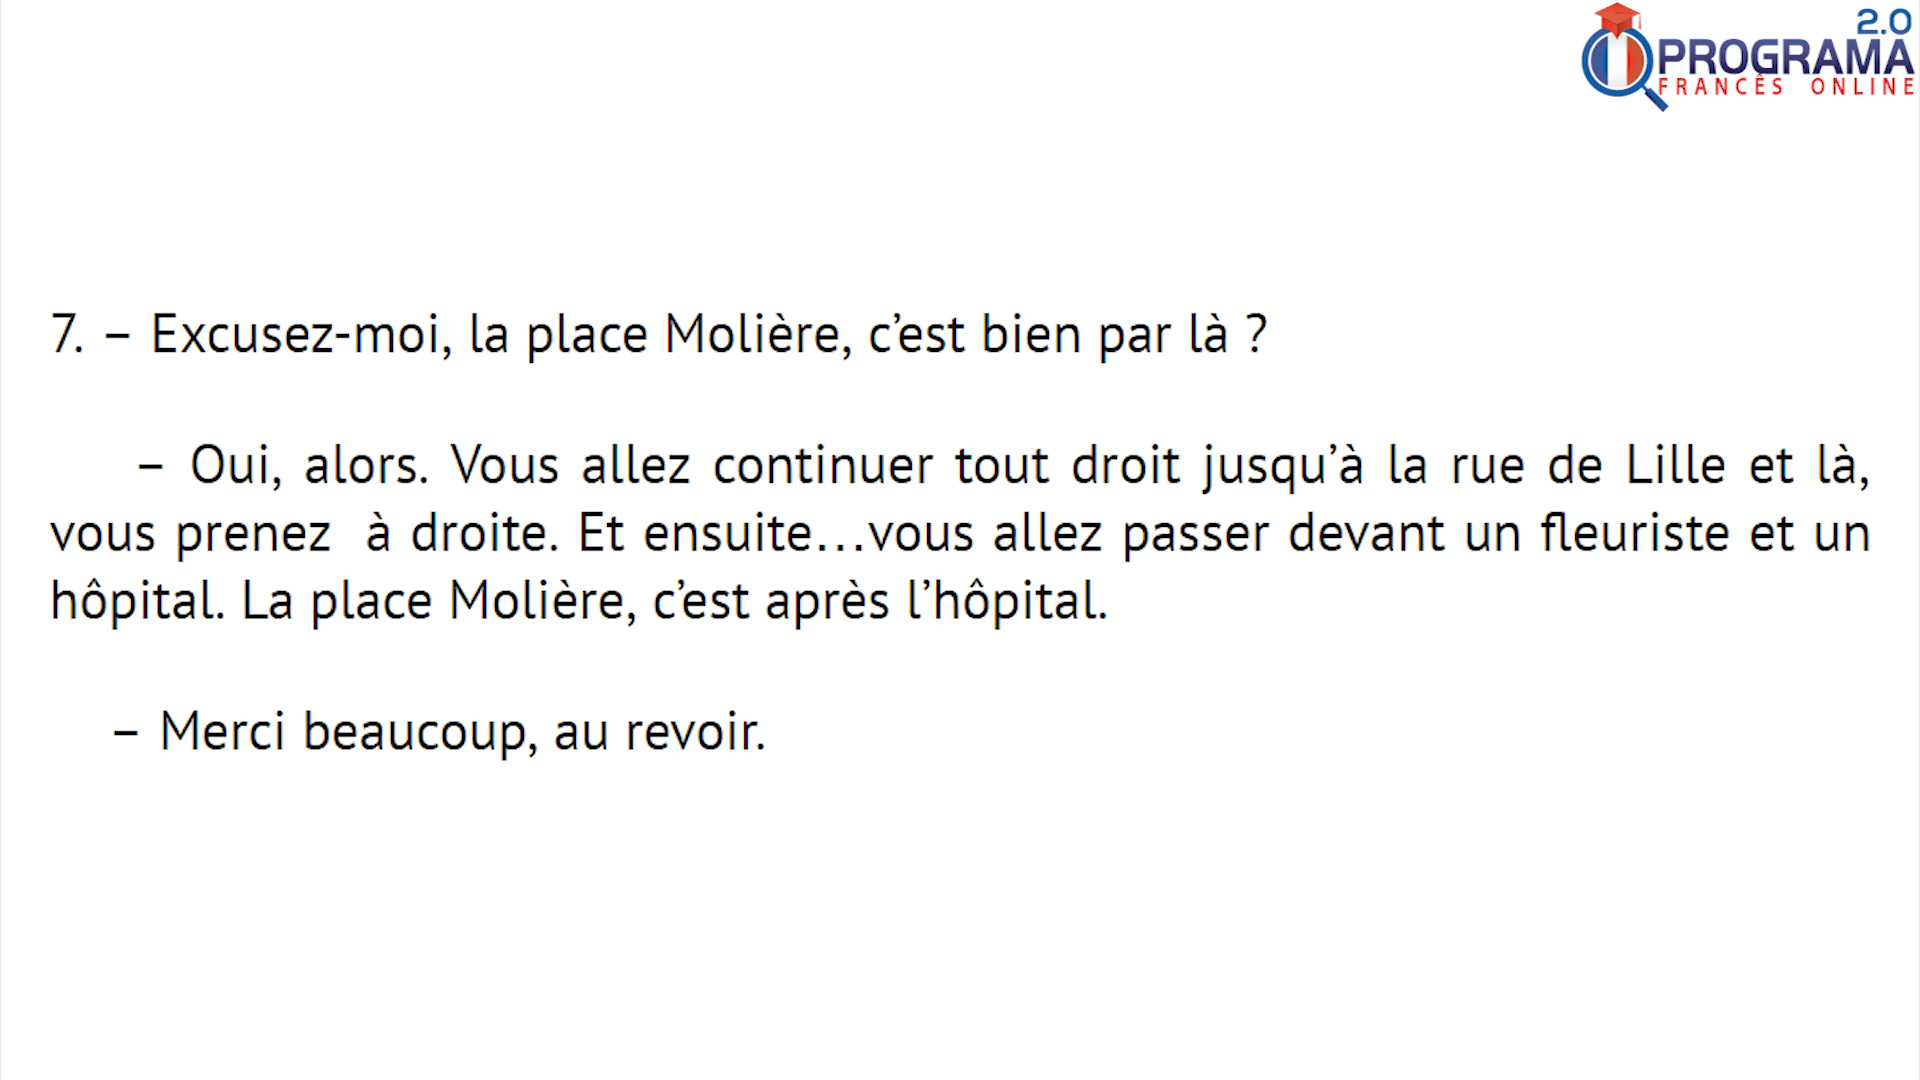 2.0
PROGRAMA
FRANCÊS ONLINE
7. – Excusez-moi, la place Molière, c’est bien par là ?
– Oui, alors. Vous allez continuer tout droit jusqu’à la rue de Lille et là,
vous prenez  à droite. Et ensuite…vous allez passer devant un fleuriste et un
hôpital. La place Molière, c’est après l’hôpital.
– Merci beaucoup, au revoir.